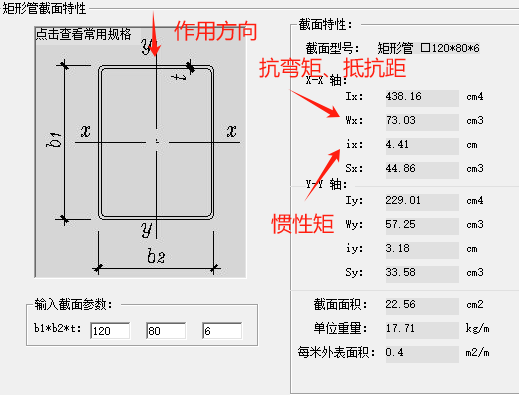 矩形管截面特性
点击查看常用规格
y
作用方向
t
b1
x
x
y
b2
输入截面参数:
b1*b2*t: 120 80 6
截面特性:
截面型号: 矩形管 口120*80*6
抗弯矩、抵抗距
X-X 轴:
Ix: 438.16 cm4
Wx: 73.03 cm3
ix: 4.41 cm
Sx: 44.86 cm3
惯性矩
Y-Y 轴:
Iy: 229.01 cm4
Wy: 57.25 cm3
iy: 3.18 cm
Sy: 33.58 cm3
截面面积: 22.56 cm2
单位重量: 17.71 kg/m
每米外表面积: 0.4 m2/m